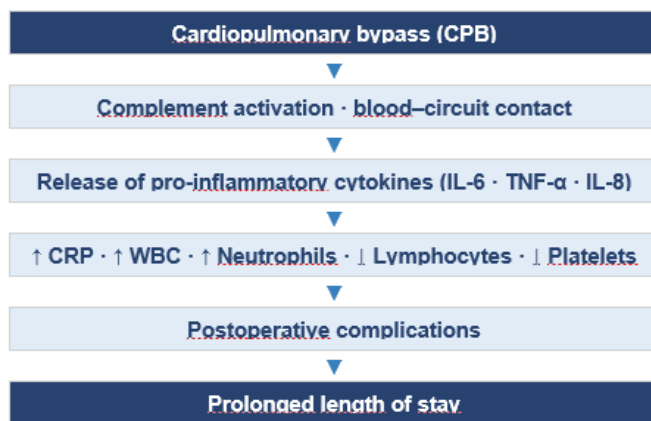 Cardiopulmonary bypass (CPB)
Complement activation · blood–circuit contact
Release of pro-inflammatory cytokines (IL-6 · TNF-α · IL-8)
↑ CRP · ↑ WBC · ↑ Neutrophils · ↓ Lymphocytes · ↓ Platelets
Postoperative complications
Prolonged length of stay